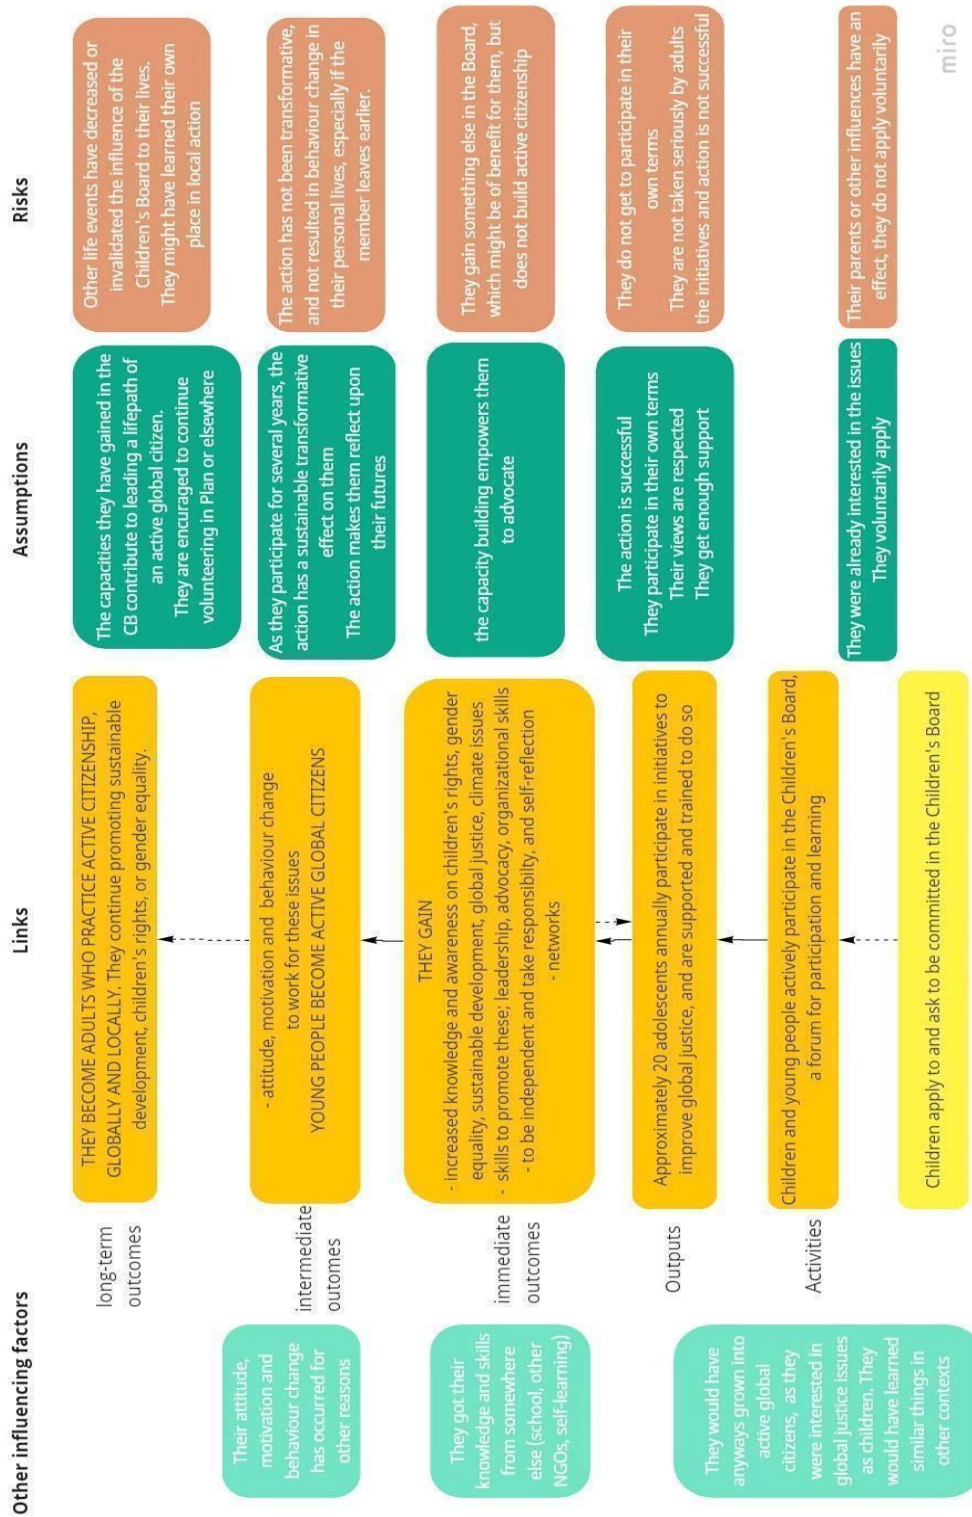 Other influencing factors
Links
Assumptions
Risks
long-term
outcomes
THEY BECOME ADULTS WHO PRACTICE ACTIVE CITIZENSHIP,
GLOBALLY AND LOCALLY. They continue promoting sustainable
development, children's rights, or gender equality.
The capacities they have gained in the
CB contribute to leading a lifepath of
an active global citizen.
They are encouraged to continue
volunteering in Plan or elsewhere
Other life events have decreased or
invalidated the influence of the
Children's Board to their lives.
They might have learned their own
place in local action
Their attitude,
motivation and
behaviour change
has occurred for
other reasons
intermediate
outomes
- attitude, motivation and behaviour change
to work for these issues
YOUNG PEOPLE BECOME ACTIVE GLOBAL CITIZENS
As they participate for several years, the
action has a sustainable transformative
effect on them
The action makes them reflect upon
their futures
The action has not been transformative,
and not resulted in behaviour change in
their personal lives, especially if the
member leaves earlier.
They got their
knowledge and skills
from somewhere
else (school, other
NGOs, self-learning)
immediate
outcomes
THEY GAIN
- increased knowledge and awareness on children's rights, gender
equality, sustainable development, global justice, climate issues
- skills to promote these; leadership, advocacy, organizational skills
- to be independent and take responsibilty, and self-reflection
- networks
the capacity building empowers them
to advocate
They gain something else in the Board,
which might be of benefit for them, but
does not build active citizenship
Outputs
Approximately 20 adolescents annually participate in initiatives to
improve global justice, and are supported and trained to do so
The action is successful
They participate in their own terms
Their views are respected
They get enough support
They do not get to participate in their
own terms
They are not taken seriously by adults
the initiatives and action is not successful
They would have
anyways grown into
active global
citizens, as they
were interested in
global justice issues
as children. They
would have learned
similar things in
other contexts
Activities
Children and young people actively participate in the Children's Board,
a forum for participation and learning
They were already interested in the issues
They voluntarily apply
Their parents or other influences have an
effect, they do not apply voluntarily
Children apply to and ask to be committed in the Children's Board
miro